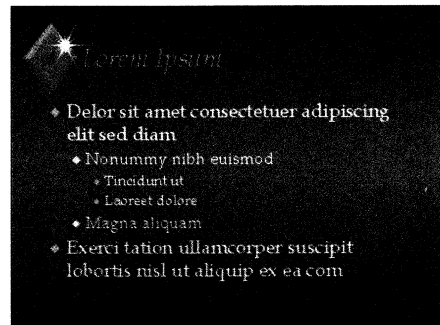 Lorem Ipsum
Delor sit amet consectetuer adipiscing
elit sed diam
Nonummy nibh euismod
Tincidunt ut
Laoreet dolore
Magna aliquam
Exerci tation ullamcorper suscipit
lobortis nisl ut aliquip ex ea com